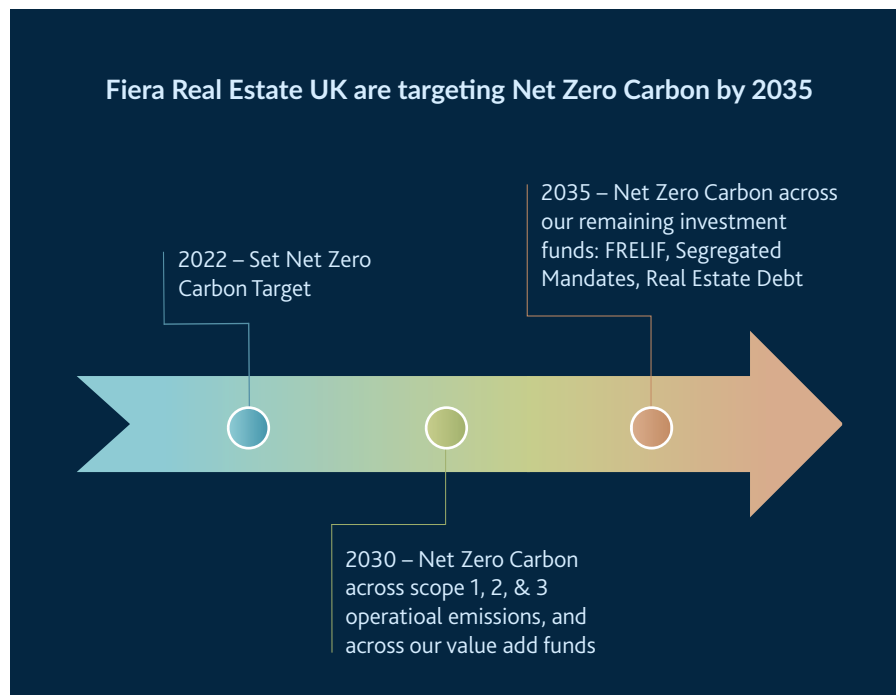 Fiera Real Estate UK are targeting Net Zero Carbon by 2035
2022 – Set Net Zero
Carbon Target
2030 – Net Zero Carbon
across scope 1, 2, & 3
operatioal emissions, and
across our value add funds
2035 – Net Zero Carbon across
our remaining investment
funds: FRELIF, Segregated
Mandates, Real Estate Debt